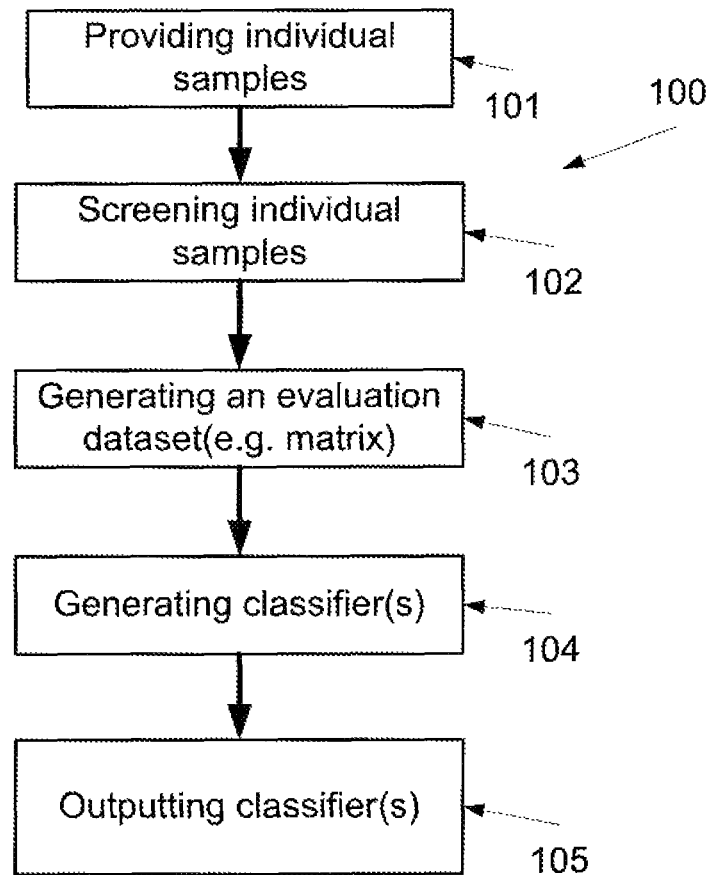 Providing individual
samples
101
100
Screening individual
samples
102
Generating an evaluation
dataset(e.g. matrix)
103
Generating classifier(s)
104
Outputting classifier(s)
105